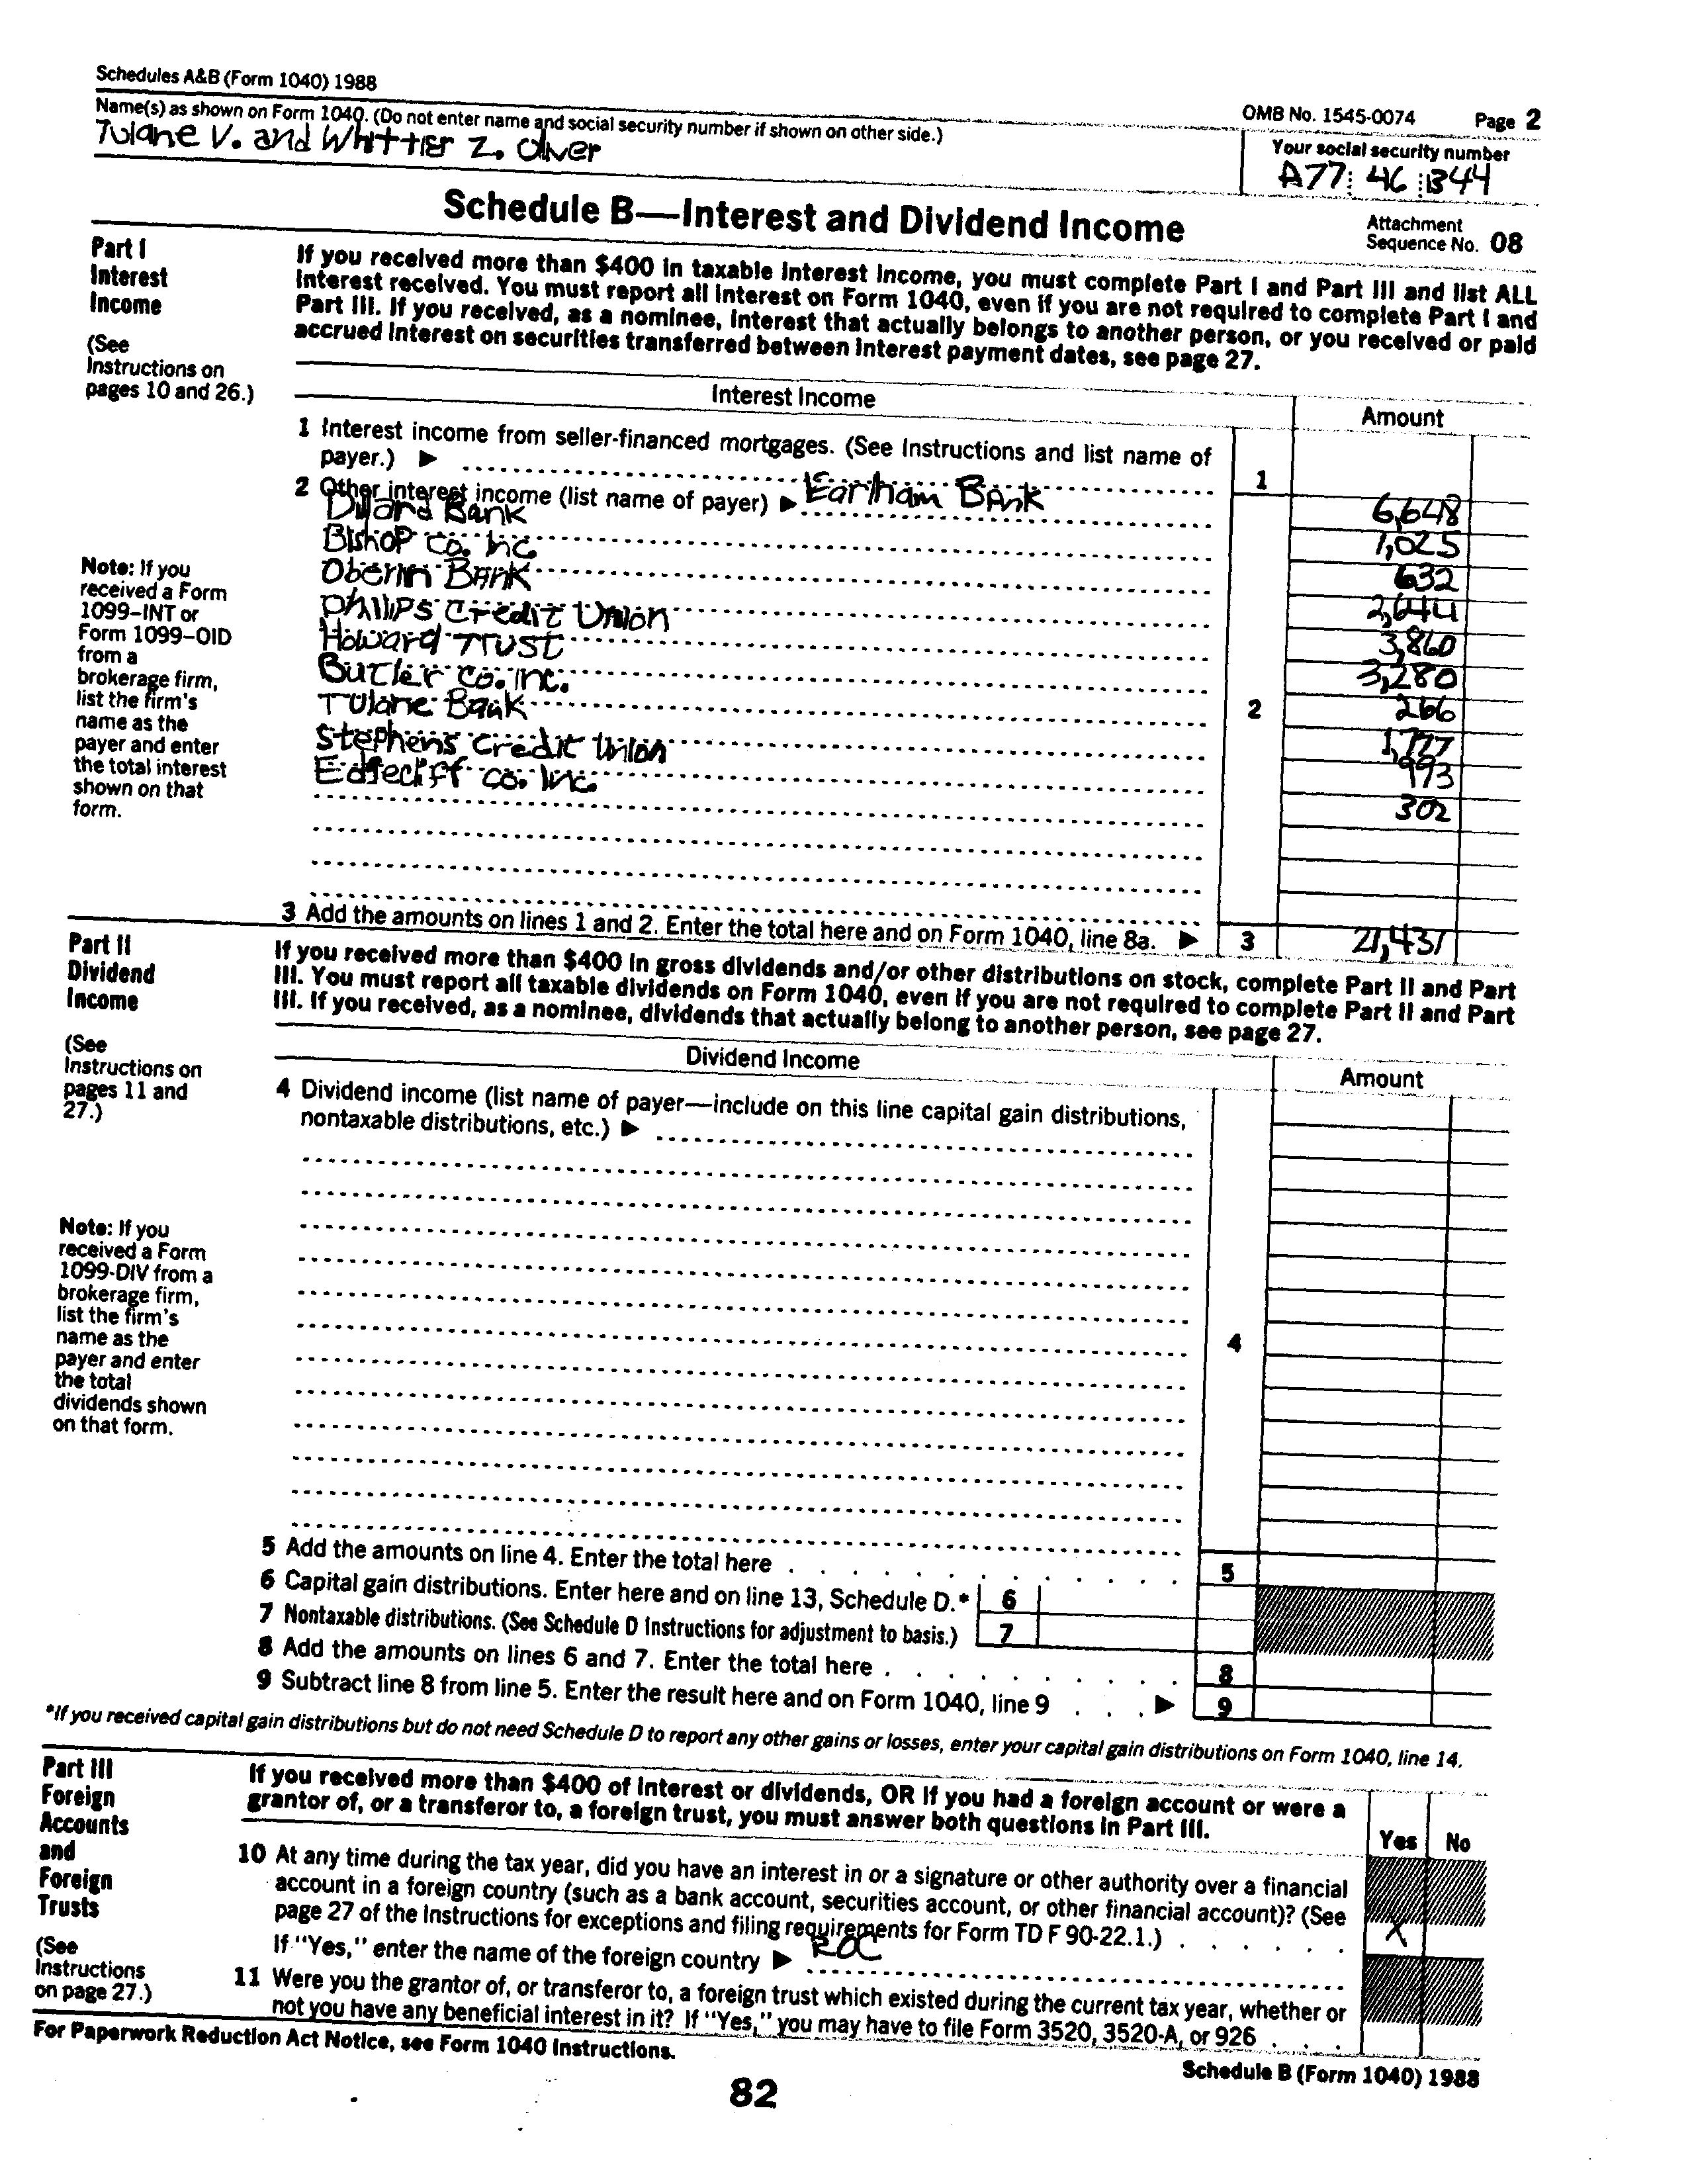 Schedules A&B (Form 1040) 1988
OMB No. 1545-0074 Page 2
Name(s) as shown on Form 1040. (Do not enter name and social security number if shown on other side.)
Tulane V. and Whittier Z. Oliver
Your social security number
A77 46 B44
Schedule B—Interest and Dividend Income
Attachment
Sequence No. 08
Part I
Interest
Income
(See
Instructions on
pages 10 and 26.)
If you received more than $400 in taxable interest income, you must complete Part I and Part III and list ALL
interest received. You must report all interest on Form 1040, even if you are not required to complete Part I and
Part III. If you received, as a nominee, interest that actually belongs to another person, or you received or paid
accrued interest on securities transferred between interest payment dates, see page 27.
Interest Income
Amount
1 Interest income from seller-financed mortgages. (See Instructions and list name of
payer.) ▶
1
2 Other interest income (list name of payer) ▶ Earlham Bank 6,648
Dillard Bank 1,025
Bishop Co. Inc. 632
Oberlin Bank 2,644
Philips Credit Union 3,860
Howard Trust 3,280
Butler Co. Inc. 266
Tulane Bank 1,777
Stephens Credit Union 993
Edgecliff Co. Inc. 302
2
Note: If you
received a Form
1099–INT or
Form 1099–OID
from a
brokerage firm,
list the firm's
name as the
payer and enter
the total interest
shown on that
form.
3 Add the amounts on lines 1 and 2. Enter the total here and on Form 1040, line 8a. ▶ 3 21,431
Part II
Dividend
Income
(See
Instructions on
pages 11 and
27.)
If you received more than $400 in gross dividends and/or other distributions on stock, complete Part II and Part
III. You must report all taxable dividends on Form 1040, even if you are not required to complete Part II and Part
III. If you received, as a nominee, dividends that actually belong to another person, see page 27.
Dividend Income
Amount
4 Dividend income (list name of payer—include on this line capital gain distributions,
nontaxable distributions, etc.) ▶
4
Note: If you
received a Form
1099-DIV from a
brokerage firm,
list the firm's
name as the
payer and enter
the total
dividends shown
on that form.
5 Add the amounts on line 4. Enter the total here 5
6 Capital gain distributions. Enter here and on line 13, Schedule D.* 6
7 Nontaxable distributions. (See Schedule D Instructions for adjustment to basis.) 7
8 Add the amounts on lines 6 and 7. Enter the total here 8
9 Subtract line 8 from line 5. Enter the result here and on Form 1040, line 9 ▶ 9
*If you received capital gain distributions but do not need Schedule D to report any other gains or losses, enter your capital gain distributions on Form 1040, line 14.
Part III
Foreign
Accounts
and
Foreign
Trusts
(See
Instructions
on page 27.)
If you received more than $400 of interest or dividends, OR if you had a foreign account or were a
grantor of, or a transferor to, a foreign trust, you must answer both questions in Part III.
Yes No
10 At any time during the tax year, did you have an interest in or a signature or other authority over a financial
account in a foreign country (such as a bank account, securities account, or other financial account)? (See
page 27 of the Instructions for exceptions and filing requirements for Form TD F 90-22.1.) X
If "Yes," enter the name of the foreign country ▶ ROC
11 Were you the grantor of, or transferor to, a foreign trust which existed during the current tax year, whether or
not you have any beneficial interest in it? If "Yes," you may have to file Form 3520, 3520-A, or 926
For Paperwork Reduction Act Notice, see Form 1040 Instructions.
Schedule B (Form 1040) 1988
82